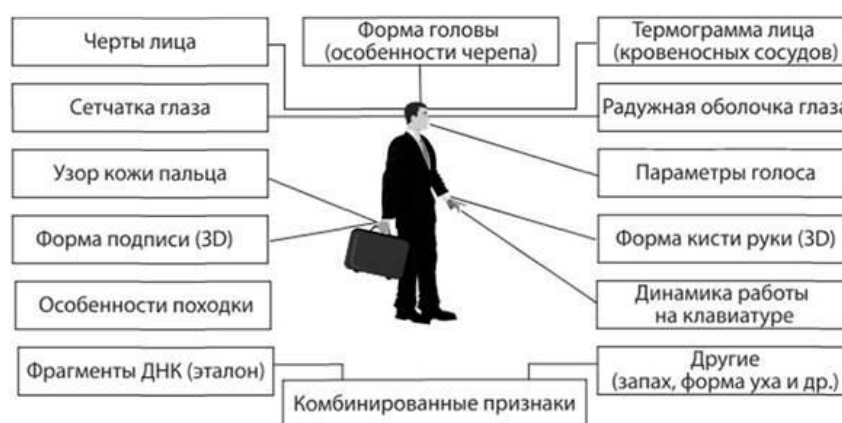 Черты лица
Форма головы
(особенности черепа)
Термограмма лица
(кровеносных сосудов)
Сетчатка глаза
Радужная оболочка глаза
Узор кожи пальца
Параметры голоса
Форма подписи (3D)
Форма кисти руки (3D)
Особенности походки
Динамика работы
на клавиатуре
Фрагменты ДНК (эталон)
Другие
(запах, форма уха и др.)
Комбинированные признаки